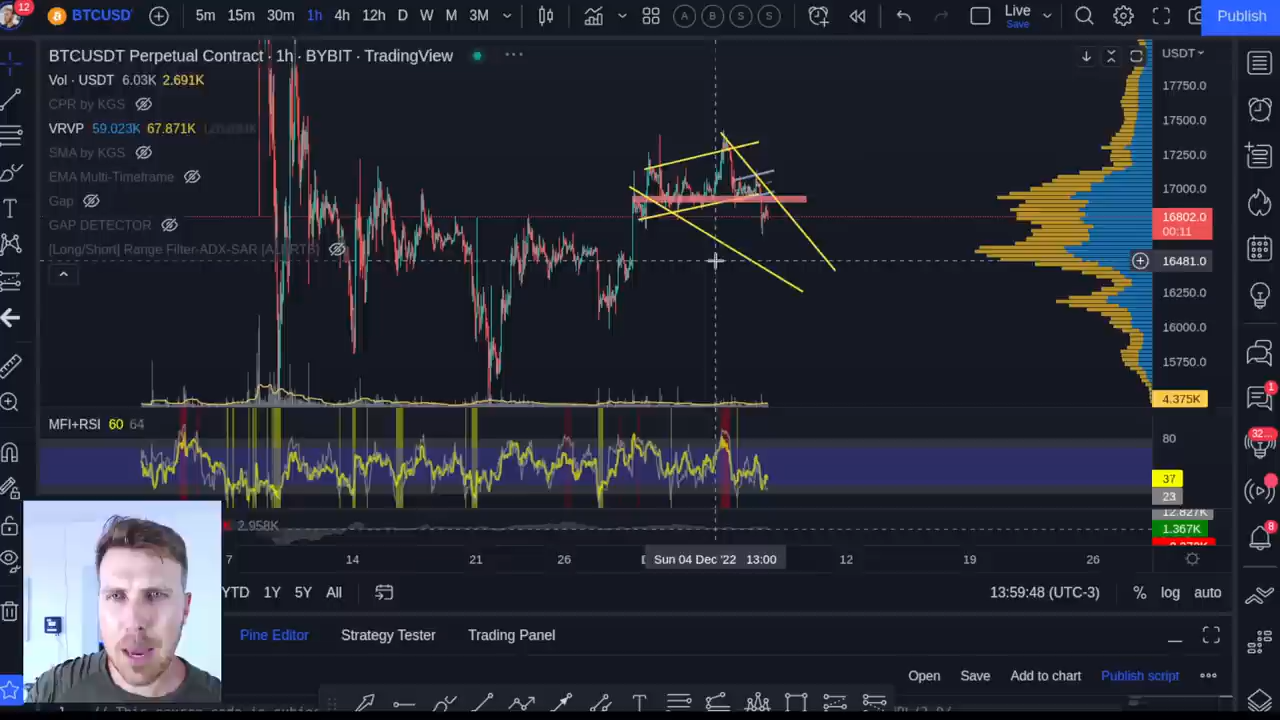 12
BTCUSD
5m 15m 30m 1h 4h 12h D W M 3M
A B S S
Live
Save
Publish
BTCUSDT Perpetual Contract · 1h · BYBIT · TradingView
USDT
Vol · USDT 6.03K 2.691K
CPR by KGS
VRVP 59.023K 67.871K
SMA by KGS
EMA Multi-Timeframe
Gap
GAP DETECTOR
[Long/Short] Range Filter-ADX-SAR [ALERTS]
17750.0
17500.0
17250.0
17000.0
16802.0
00:11
16481.0
16250.0
16000.0
15750.0
4.375K
MFI+RSI 60 64
80
37
23
12.827K
2.958K
1.367K
7 14 21 26
Sun 04 Dec '22 13:00
12 19 26
YTD 1Y 5Y All
13:59:48 (UTC-3)
% log auto
Pine Editor Strategy Tester Trading Panel
Open Save Add to chart Publish script
1
32...
8